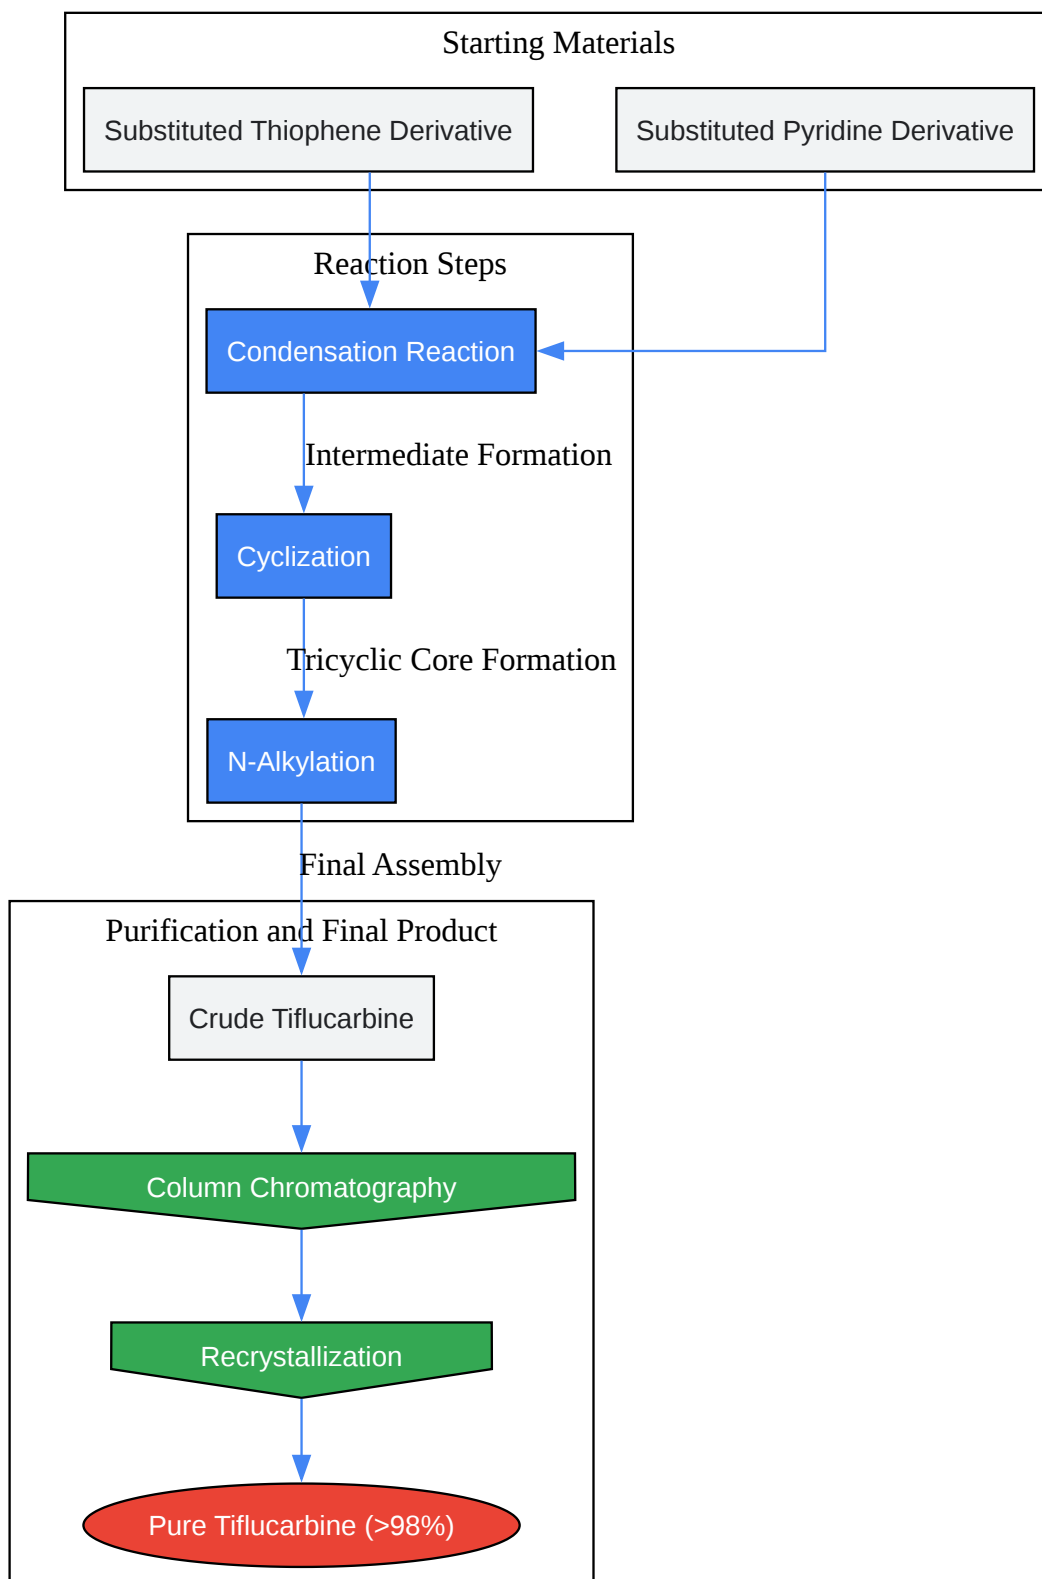 Starting Materials
Substituted Thiophene Derivative
Substituted Pyridine Derivative
Reaction Steps
Condensation Reaction
Intermediate Formation
Cyclization
Tricyclic Core Formation
N-Alkylation
Final Assembly
Purification and Final Product
Crude Tiflucarbine
Column Chromatography
Recrystallization
Pure Tiflucarbine (>98%)